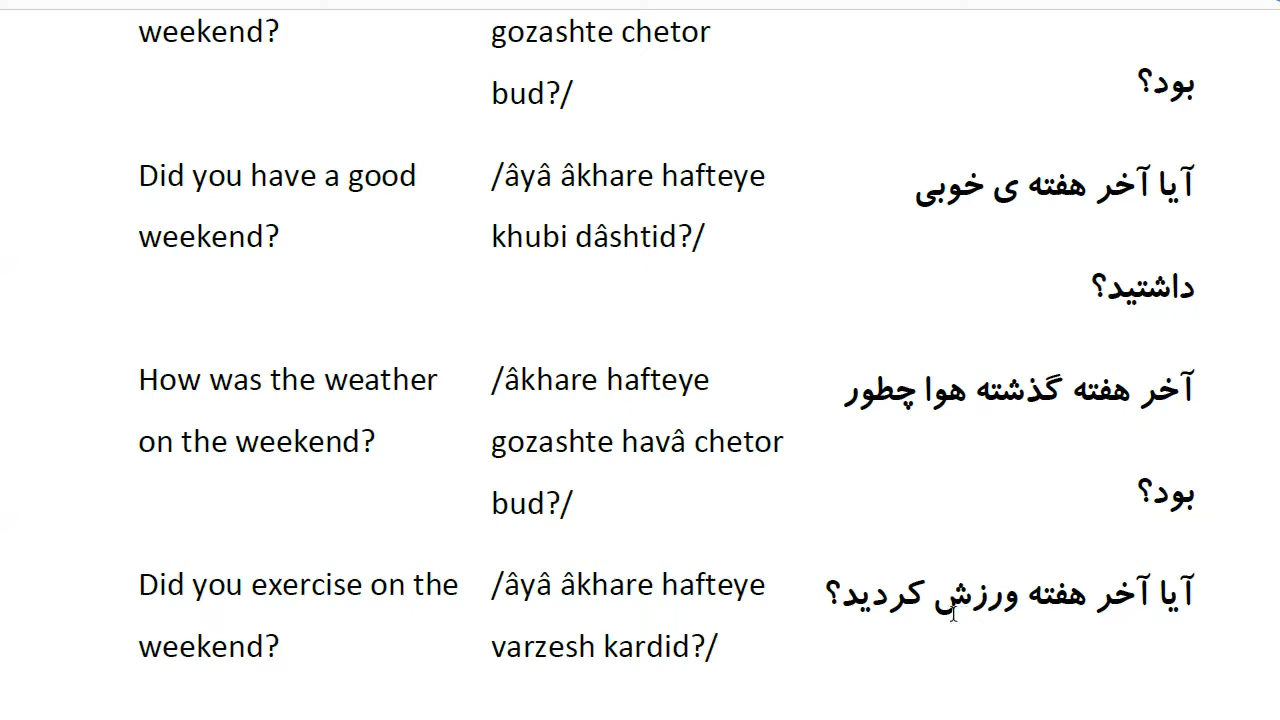 weekend?
gozashte chetor
bud?/
بود؟
Did you have a good
weekend?
/âyâ âkhare hafteye
khubi dâshtid?/
آیا آخر هفته ی خوبی
داشتید؟
How was the weather
on the weekend?
/âkhare hafteye
gozashte havâ chetor
bud?/
آخر هفته گذشته هوا چطور
بود؟
Did you exercise on the
weekend?
/âyâ âkhare hafteye
varzesh kardid?/
آیا آخر هفته ورزش کردید؟